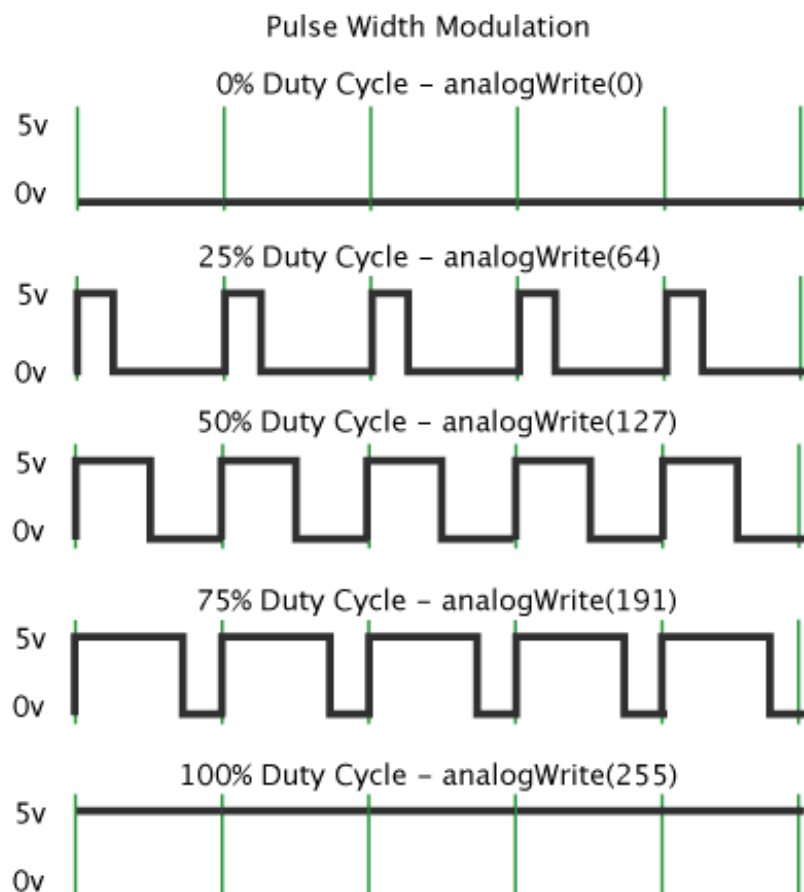 Pulse Width Modulation
0% Duty Cycle – analogWrite(0)
5v
0v
25% Duty Cycle – analogWrite(64)
5v
0v
50% Duty Cycle – analogWrite(127)
5v
0v
75% Duty Cycle – analogWrite(191)
5v
0v
100% Duty Cycle – analogWrite(255)
5v
0v